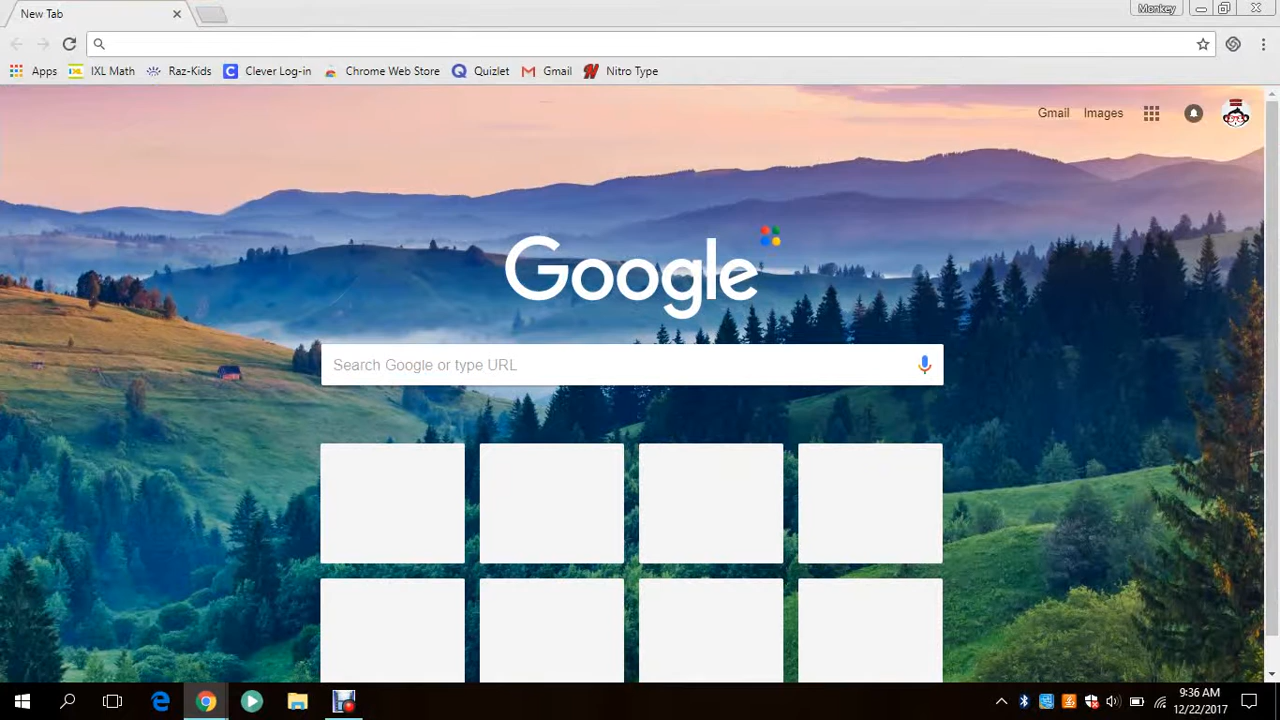 New Tab
Monkey
Apps
IXL Math
Raz-Kids
Clever Log-in
Chrome Web Store
Quizlet
Gmail
Nitro Type
Gmail
Images
Google
Search Google or type URL
9:36 AM
12/22/2017